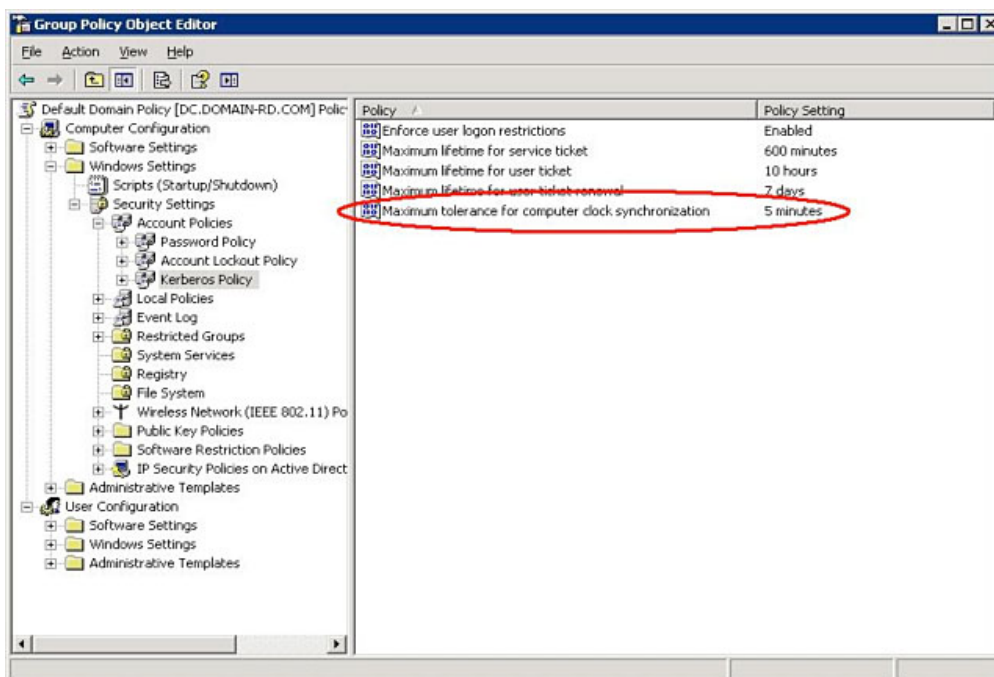 Group Policy Object Editor
File Action View Help
Default Domain Policy [DC.DOMAIN-RD.COM] Polic
Computer Configuration
Software Settings
Windows Settings
Scripts (Startup/Shutdown)
Security Settings
Account Policies
Password Policy
Account Lockout Policy
Kerberos Policy
Local Policies
Event Log
Restricted Groups
System Services
Registry
File System
Wireless Network (IEEE 802.11) Po
Public Key Policies
Software Restriction Policies
IP Security Policies on Active Direct
Administrative Templates
User Configuration
Software Settings
Windows Settings
Administrative Templates
Policy Policy Setting
Enforce user logon restrictions Enabled
Maximum lifetime for service ticket 600 minutes
Maximum lifetime for user ticket 10 hours
Maximum lifetime for user ticket renewal 7 days
Maximum tolerance for computer clock synchronization 5 minutes